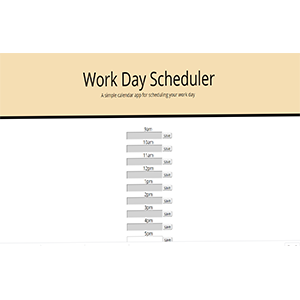 Work Day Scheduler
A simple calendar app for scheduling your work day
9am
save
10am
save
11am
save
12pm
save
1pm
save
2pm
save
3pm
save
4pm
save
5pm
save